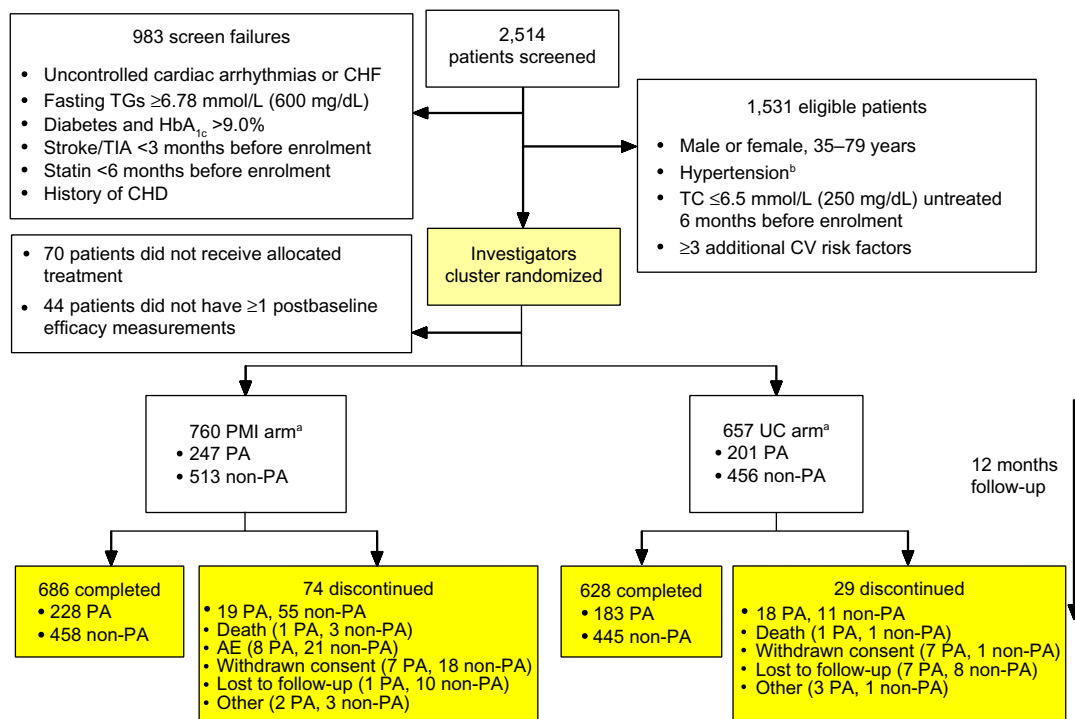 983 screen failures
• Uncontrolled cardiac arrhythmias or CHF
• Fasting TGs ≥6.78 mmol/L (600 mg/dL)
• Diabetes and HbA1c >9.0%
• Stroke/TIA <3 months before enrolment
• Statin <6 months before enrolment
• History of CHD
2,514
patients screened
1,531 eligible patients
• Male or female, 35–79 years
• Hypertensionᵇ
• TC ≤6.5 mmol/L (250 mg/dL) untreated
6 months before enrolment
• ≥3 additional CV risk factors
Investigators
cluster randomized
• 70 patients did not receive allocated
treatment
• 44 patients did not have ≥1 postbaseline
efficacy measurements
760 PMI armᵃ
• 247 PA
• 513 non-PA
657 UC armᵃ
• 201 PA
• 456 non-PA
12 months
follow-up
686 completed
• 228 PA
• 458 non-PA
74 discontinued
• 19 PA, 55 non-PA
• Death (1 PA, 3 non-PA)
• AE (8 PA, 21 non-PA)
• Withdrawn consent (7 PA, 18 non-PA)
• Lost to follow-up (1 PA, 10 non-PA)
• Other (2 PA, 3 non-PA)
628 completed
• 183 PA
• 445 non-PA
29 discontinued
• 18 PA, 11 non-PA
• Death (1 PA, 1 non-PA)
• Withdrawn consent (7 PA, 1 non-PA)
• Lost to follow-up (7 PA, 8 non-PA)
• Other (3 PA, 1 non-PA)